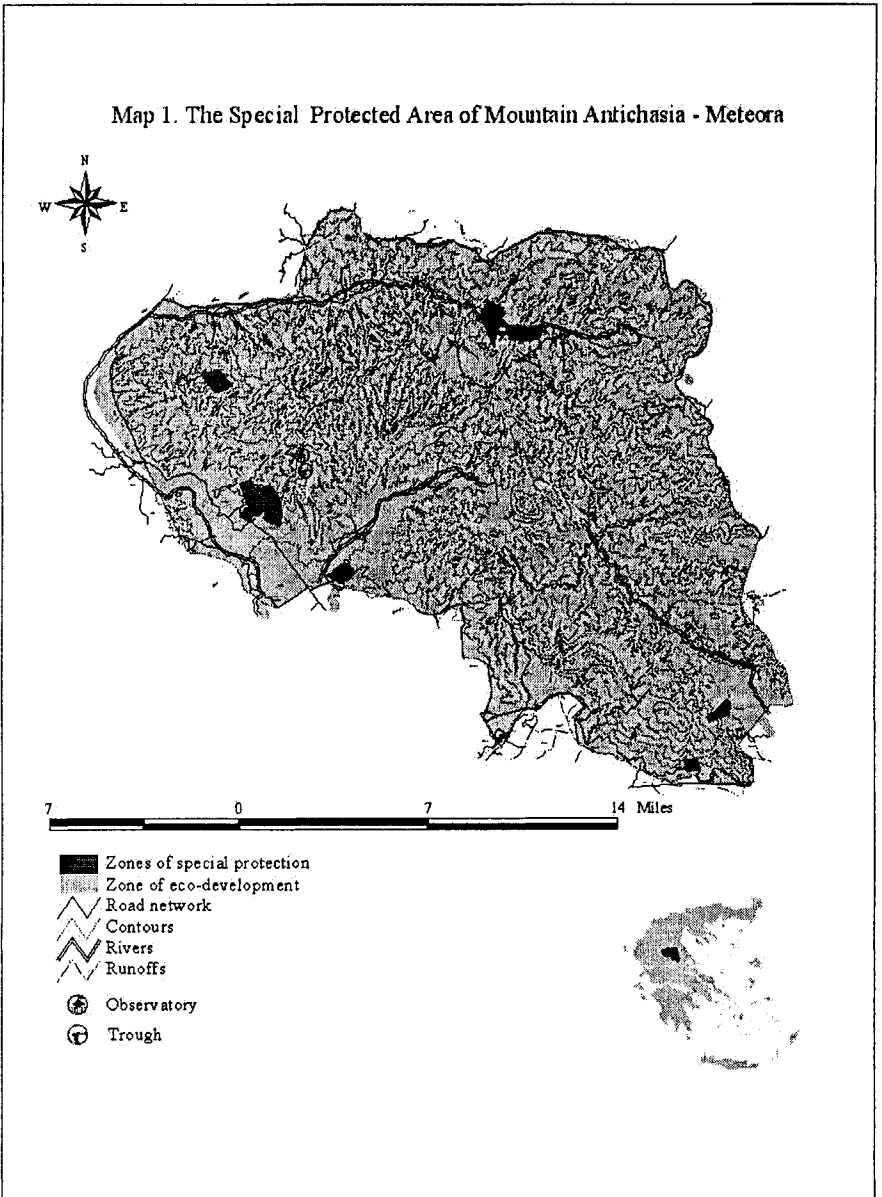 Map 1. The Special Protected Area of Mountain Antichasia - Meteora
N
W E
S
7 0 7 14 Miles
Zones of special protection
Zone of eco-development
Road network
Contours
Rivers
Runoffs
Observatory
Trough